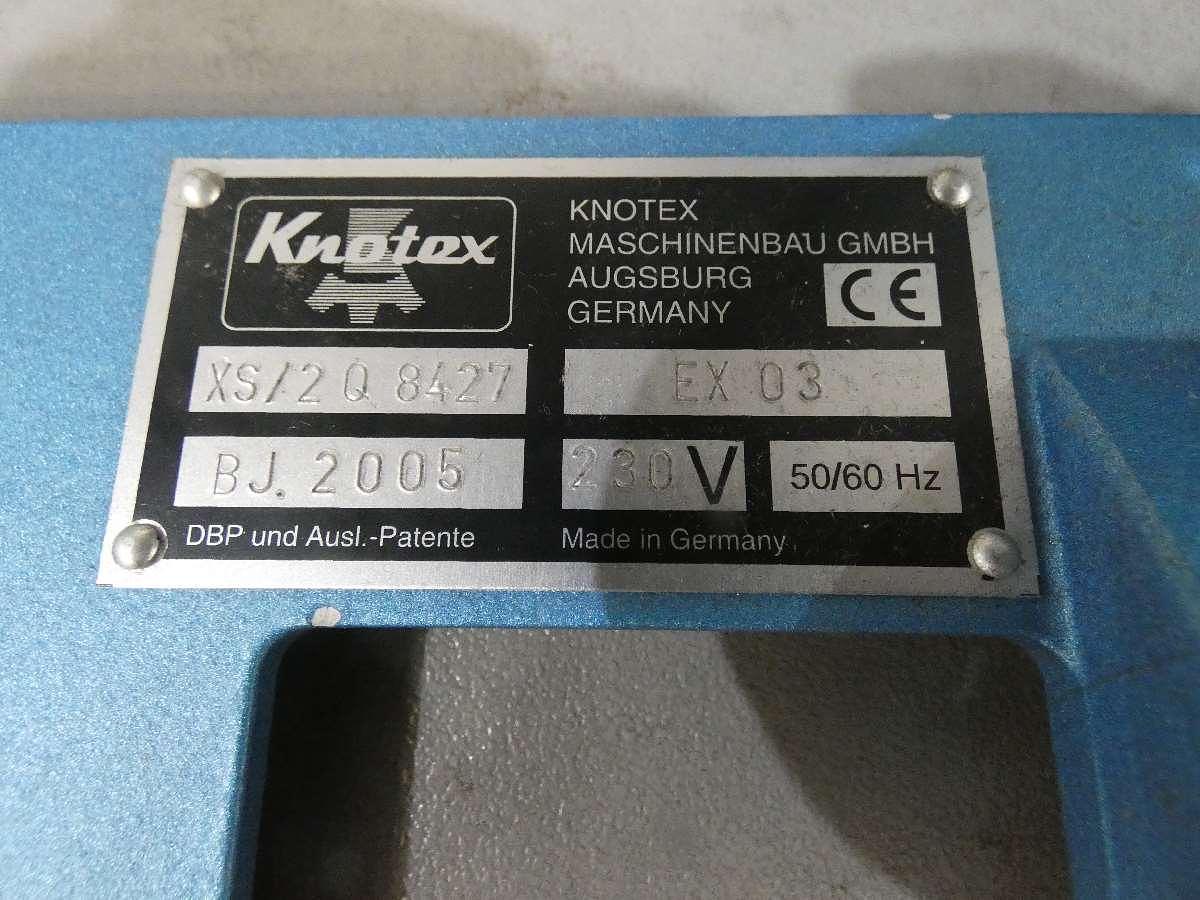 Knotex
KNOTEX
MASCHINENBAU GMBH
AUGSBURG
GERMANY
CE
XS/2 Q 8427
EX 03
BJ. 2005
230 V
50/60 Hz
DBP und Ausl.-Patente
Made in Germany